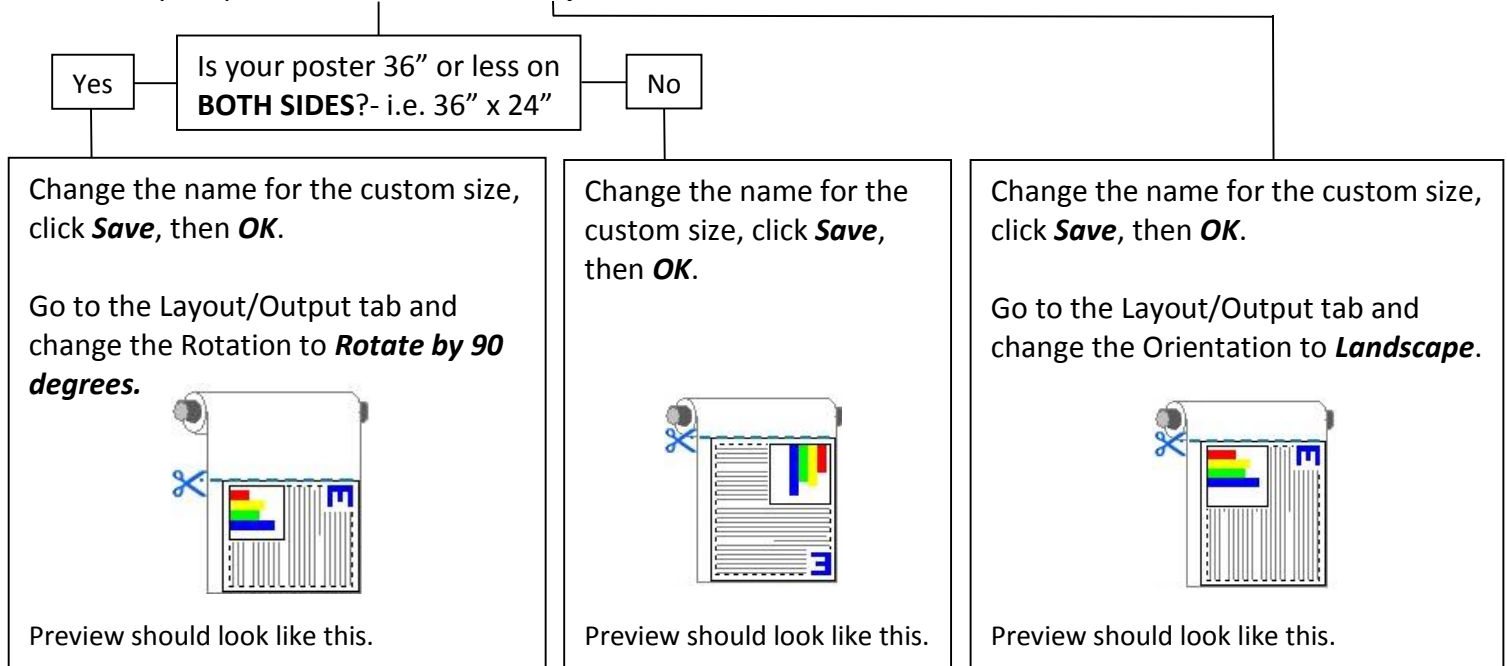 Yes
Is your poster 36” or less on
BOTH SIDES?- i.e. 36” x 24”
No
Change the name for the custom size,
click Save, then OK.
Go to the Layout/Output tab and
change the Rotation to Rotate by 90
degrees.
Preview should look like this.
Change the name for the
custom size, click Save,
then OK.
Preview should look like this.
Change the name for the custom size,
click Save, then OK.
Go to the Layout/Output tab and
change the Orientation to Landscape.
Preview should look like this.